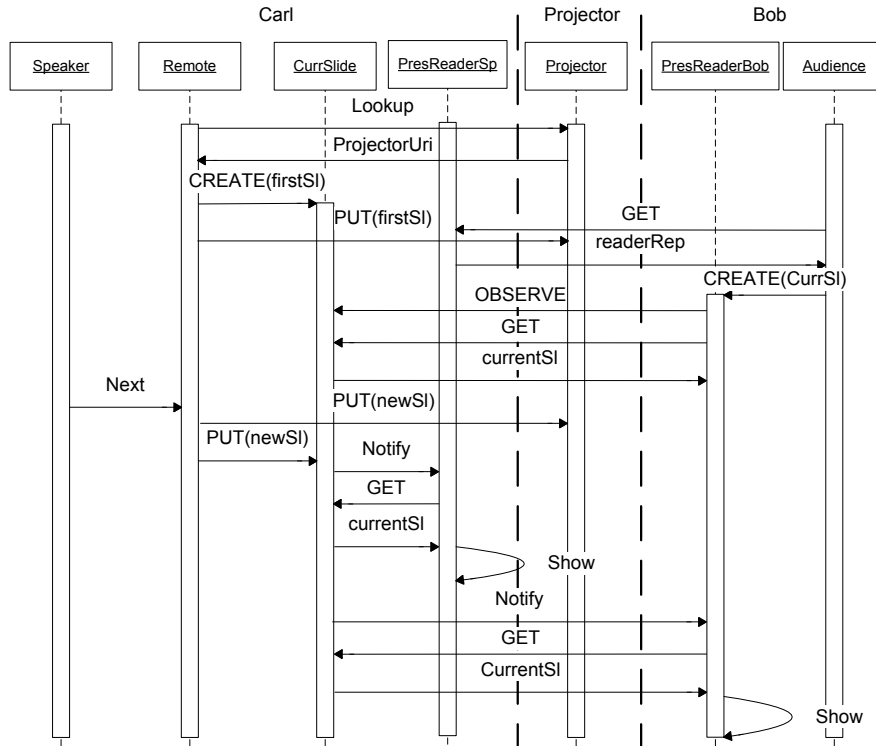 Carl
Projector
Bob
Speaker
Remote
CurrSlide
PresReaderSp
Projector
PresReaderBob
Audience
Lookup
ProjectorUri
CREATE(firstSl)
GET
PUT(firstSl)
readerRep
CREATE(CurrSl)
OBSERVE
GET
currentSl
Next
PUT(newSl)
PUT(newSl)
Notify
GET
currentSl
Show
Notify
GET
CurrentSl
Show